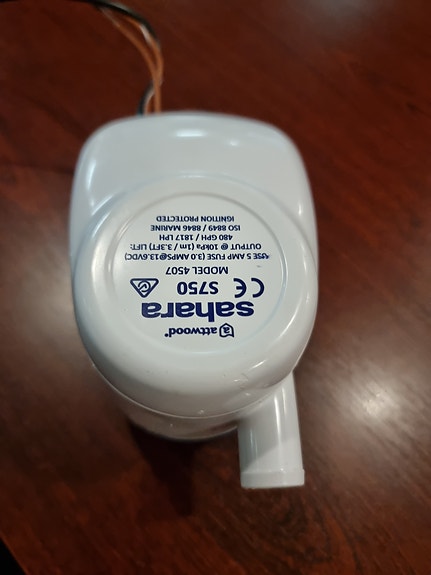 attwood®
sahara
CE S750
MODEL 4507
USE 5 AMP FUSE (3.0 AMPS@13.6VDC)
OUTPUT @ 10kPa (1m / 3.3FT) LIFT:
480 GPH / 1817 LPH
ISO 8849 / 8846 MARINE
IGNITION PROTECTED